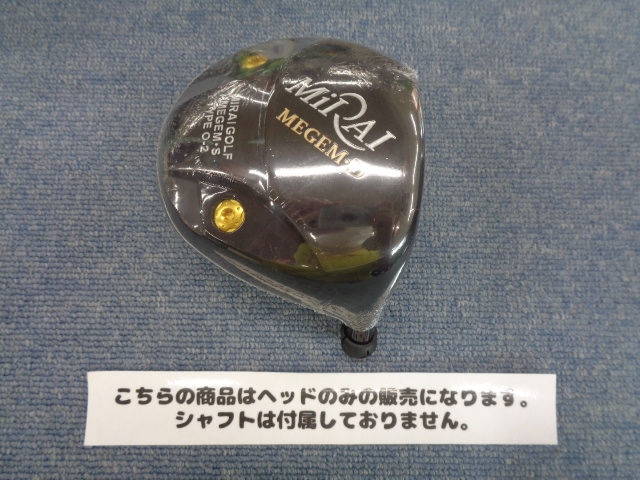 MiRAI
MEGEM・D
MIRAI GOLF
MEGEM・S
TYPE O-2
こちらの商品はヘッドのみの販売になります。
シャフトは付属しておりません。